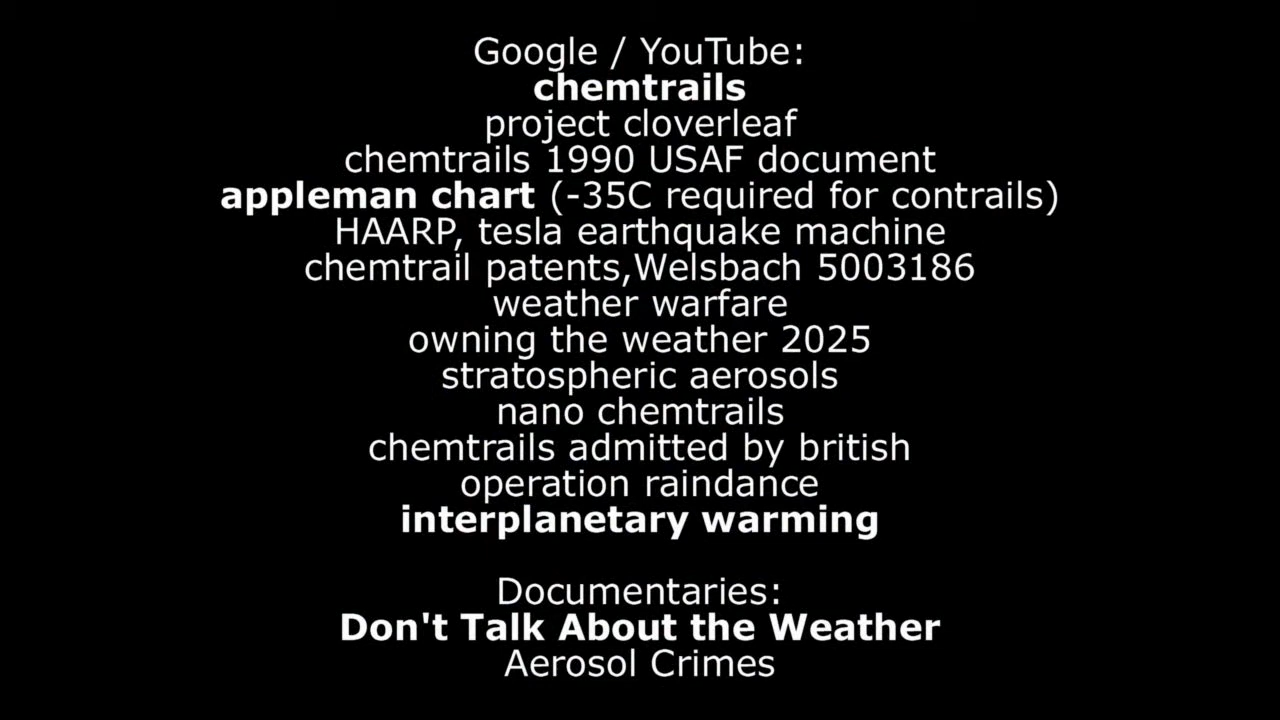 Google / YouTube:
chemtrails
project cloverleaf
chemtrails 1990 USAF document
appleman chart (-35C required for contrails)
HAARP, tesla earthquake machine
chemtrail patents,Welsbach 5003186
weather warfare
owning the weather 2025
stratospheric aerosols
nano chemtrails
chemtrails admitted by british
operation raindance
interplanetary warming
Documentaries:
Don't Talk About the Weather
Aerosol Crimes